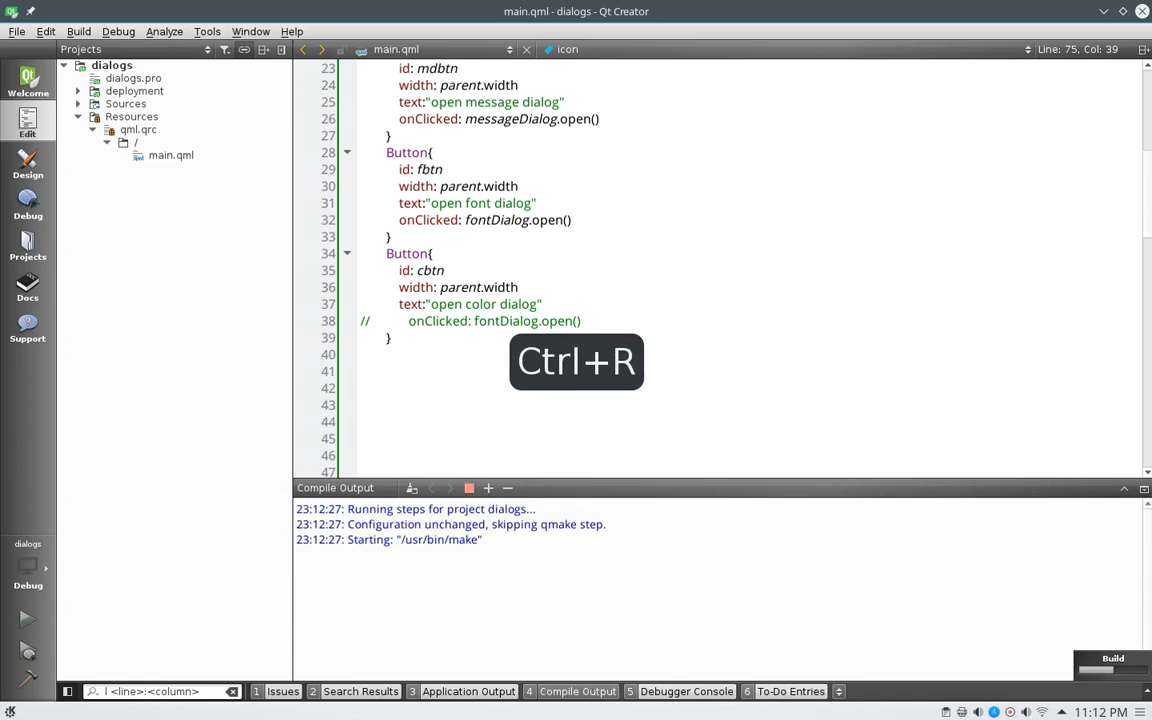 main.qml - dialogs - Qt Creator
File Edit Build Debug Analyze Tools Window Help
Projects main.qml icon Line: 75, Col: 39
Welcome
Edit
Design
Debug
Projects
Docs
Support
dialogs
Debug
dialogs
dialogs.pro
deployment
Sources
Resources
qml.qrc
/
main.qml
23 id: mdbtn
24 width: parent.width
25 text:"open message dialog"
26 onClicked: messageDialog.open()
27 }
28 Button{
29 id: fbtn
30 width: parent.width
31 text:"open font dialog"
32 onClicked: fontDialog.open()
33 }
34 Button{
35 id: cbtn
36 width: parent.width
37 text:"open color dialog"
38 // onClicked: fontDialog.open()
39 }
40
41
42
43
44
45
46
47
Ctrl+R
Compile Output
23:12:27: Running steps for project dialogs...
23:12:27: Configuration unchanged, skipping qmake step.
23:12:27: Starting: "/usr/bin/make"
Build
l <line>:<column> 1 Issues 2 Search Results 3 Application Output 4 Compile Output 5 Debugger Console 6 To-Do Entries
11:12 PM